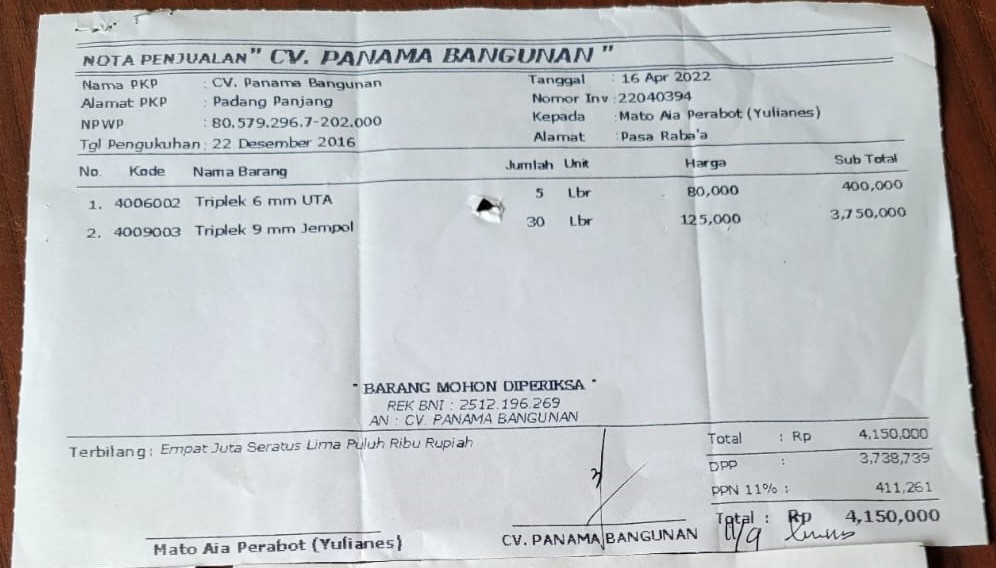 NOTA PENJUALAN " CV. PANAMA BANGUNAN "
Nama PKP : CV. Panama Bangunan Tanggal : 16 Apr 2022
Alamat PKP : Padang Panjang Nomor Inv : 22040394
NPWP : 80.579.296.7-202.000 Kepada : Mato Aia Perabot (Yulianes)
Tgl Pengukuhan : 22 Desember 2016 Alamat : Pasa Raba'a
No. Kode Nama Barang Jumlah Unit Harga Sub Total
1. 4006002 Triplek 6 mm UTA 5 Lbr 80,000 400,000
2. 4009003 Triplek 9 mm Jempol 30 Lbr 125,000 3,750,000
" BARANG MOHON DIPERIKSA "
REK BNI : 2512.196.269
AN : CV. PANAMA BANGUNAN
Terbilang : Empat Juta Seratus Lima Puluh Ribu Rupiah
Total : Rp 4,150,000
DPP : 3,738,739
PPN 11% : 411,261
Total : Rp 4,150,000
Mato Aia Perabot (Yulianes) CV. PANAMA BANGUNAN